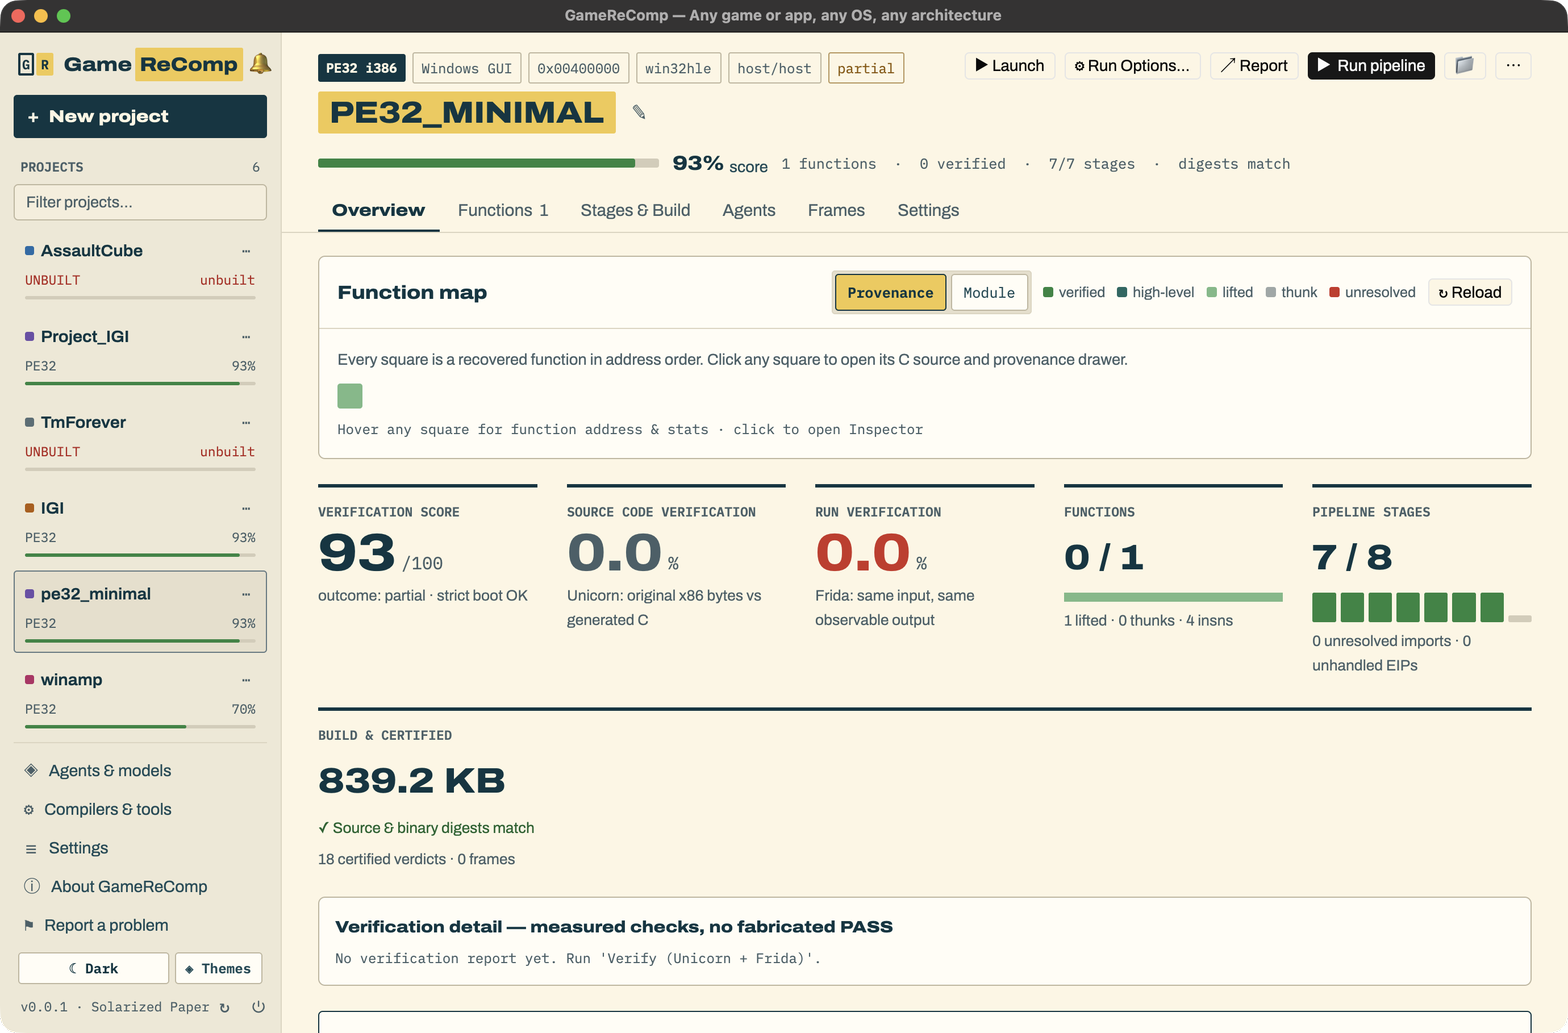 GameReComp — Any game or app, any OS, any architecture
GR Game ReComp
+ New project
PROJECTS 6
Filter projects...
AssaultCube ···
UNBUILT unbuilt
Project_IGI ···
PE32 93%
TmForever ···
UNBUILT unbuilt
IGI ···
PE32 93%
pe32_minimal ···
PE32 93%
winamp ···
PE32 70%
Agents & models
Compilers & tools
Settings
About GameReComp
Report a problem
Dark Themes
v0.0.1 · Solarized Paper
PE32 i386 Windows GUI 0x00400000 win32hle host/host partial
Launch Run Options... Report Run pipeline ···
PE32_MINIMAL
93% score 1 functions · 0 verified · 7/7 stages · digests match
Overview Functions 1 Stages & Build Agents Frames Settings
Function map
Provenance Module verified high-level lifted thunk unresolved Reload
Every square is a recovered function in address order. Click any square to open its C source and provenance drawer.
Hover any square for function address & stats · click to open Inspector
VERIFICATION SCORE
93 /100
outcome: partial · strict boot OK
SOURCE CODE VERIFICATION
0.0 %
Unicorn: original x86 bytes vs
generated C
RUN VERIFICATION
0.0 %
Frida: same input, same
observable output
FUNCTIONS
0 / 1
1 lifted · 0 thunks · 4 insns
PIPELINE STAGES
7 / 8
0 unresolved imports · 0
unhandled EIPs
BUILD & CERTIFIED
839.2 KB
✓ Source & binary digests match
18 certified verdicts · 0 frames
Verification detail — measured checks, no fabricated PASS
No verification report yet. Run 'Verify (Unicorn + Frida)'.